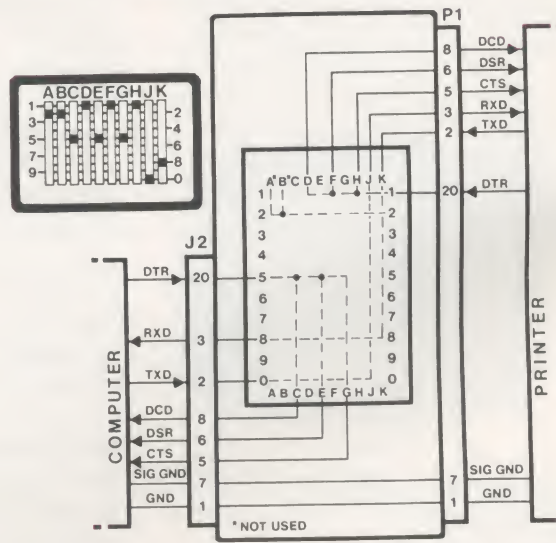 P1
8 DCD
6 DSR
5 CTS
3 RXD
2 TXD
20 DTR
ABCDEFGHJK
1
2
3
4
5
6
7
8
9
0
A*B*C D E F G H J K
1 1
2 2
3 3
4 4
5 5
6 6
7 7
8 8
9 9
0 0
A B C D E F G H J K
J2
DTR 20
RXD 3
TXD 2
DCD 8
DSR 6
CTS 5
SIG GND 7
GND 1
7 SIG GND
1 GND
COMPUTER
PRINTER
*NOT USED